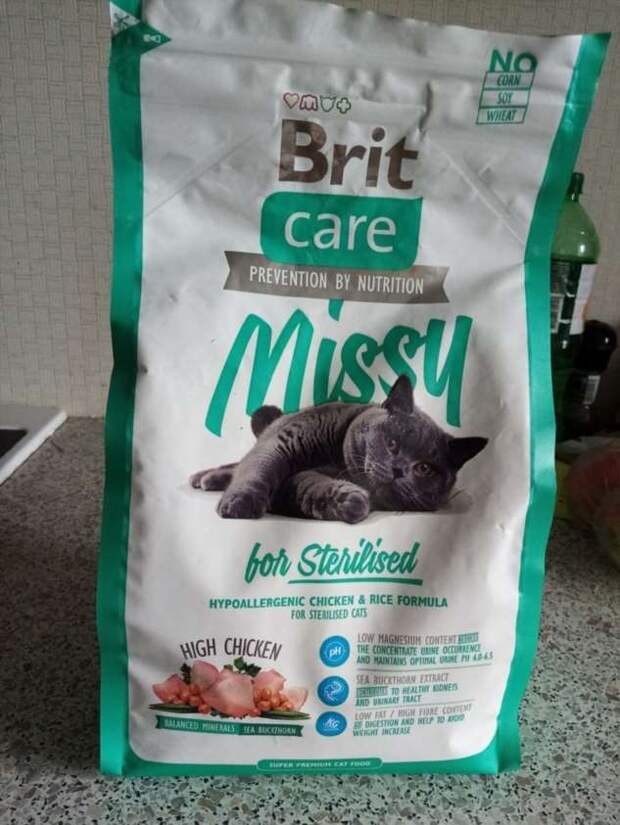 NO
CORN
SOY
WHEAT
Brit
care
PREVENTION BY NUTRITION
Missy
for Sterilised
HYPOALLERGENIC CHICKEN & RICE FORMULA
FOR STERILISED CATS
HIGH CHICKEN
BALANCED MINERALS SEA BUCKTHORN
pH
LOW MAGNESIUM CONTENT
THE CONCENTRATE URINE OCCURRENCE
AND MAINTAINS OPTIMAL URINE PH
SEA BUCKTHORN EXTRACT
TO HEALTHY KIDNEYS
AND URINARY TRACT
KG
LOW FAT / HIGH FIBRE CONTENT
DIGESTION AND HELP TO AVOID
WEIGHT INCREASE
SUPER PREMIUM CAT FOOD